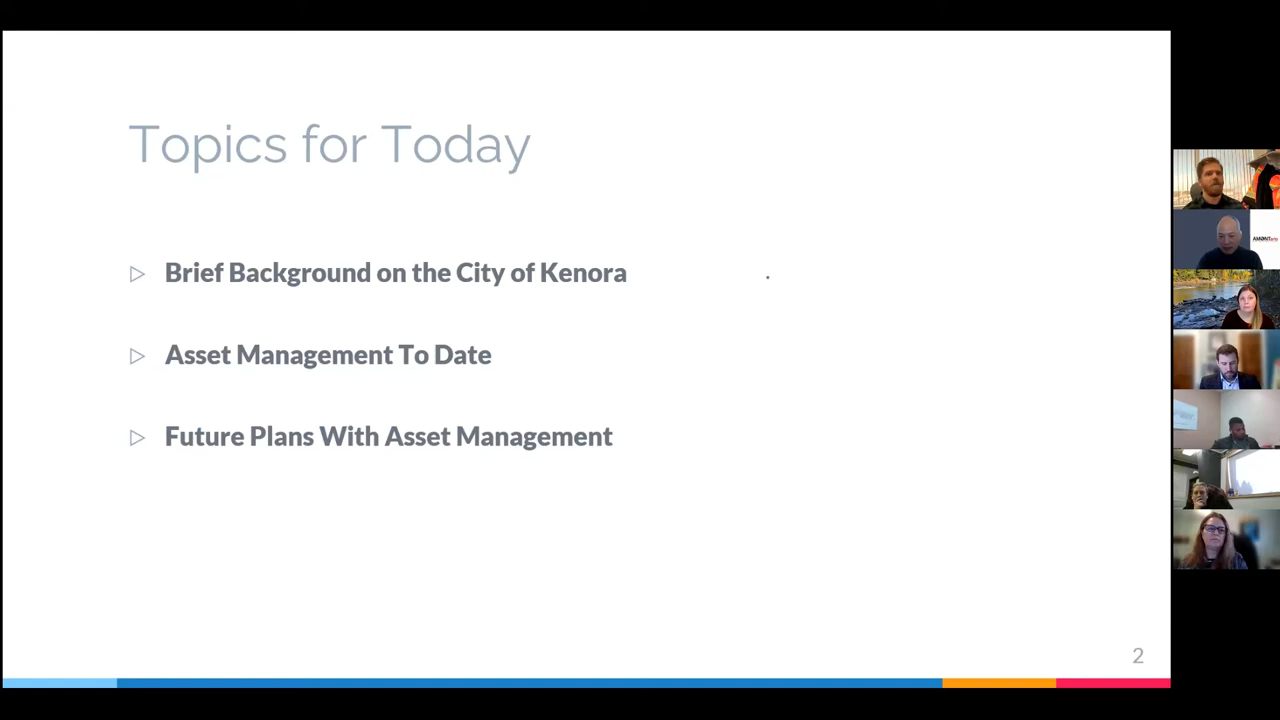 Topics for Today
Brief Background on the City of Kenora
Asset Management To Date
Future Plans With Asset Management
2
AMONTario